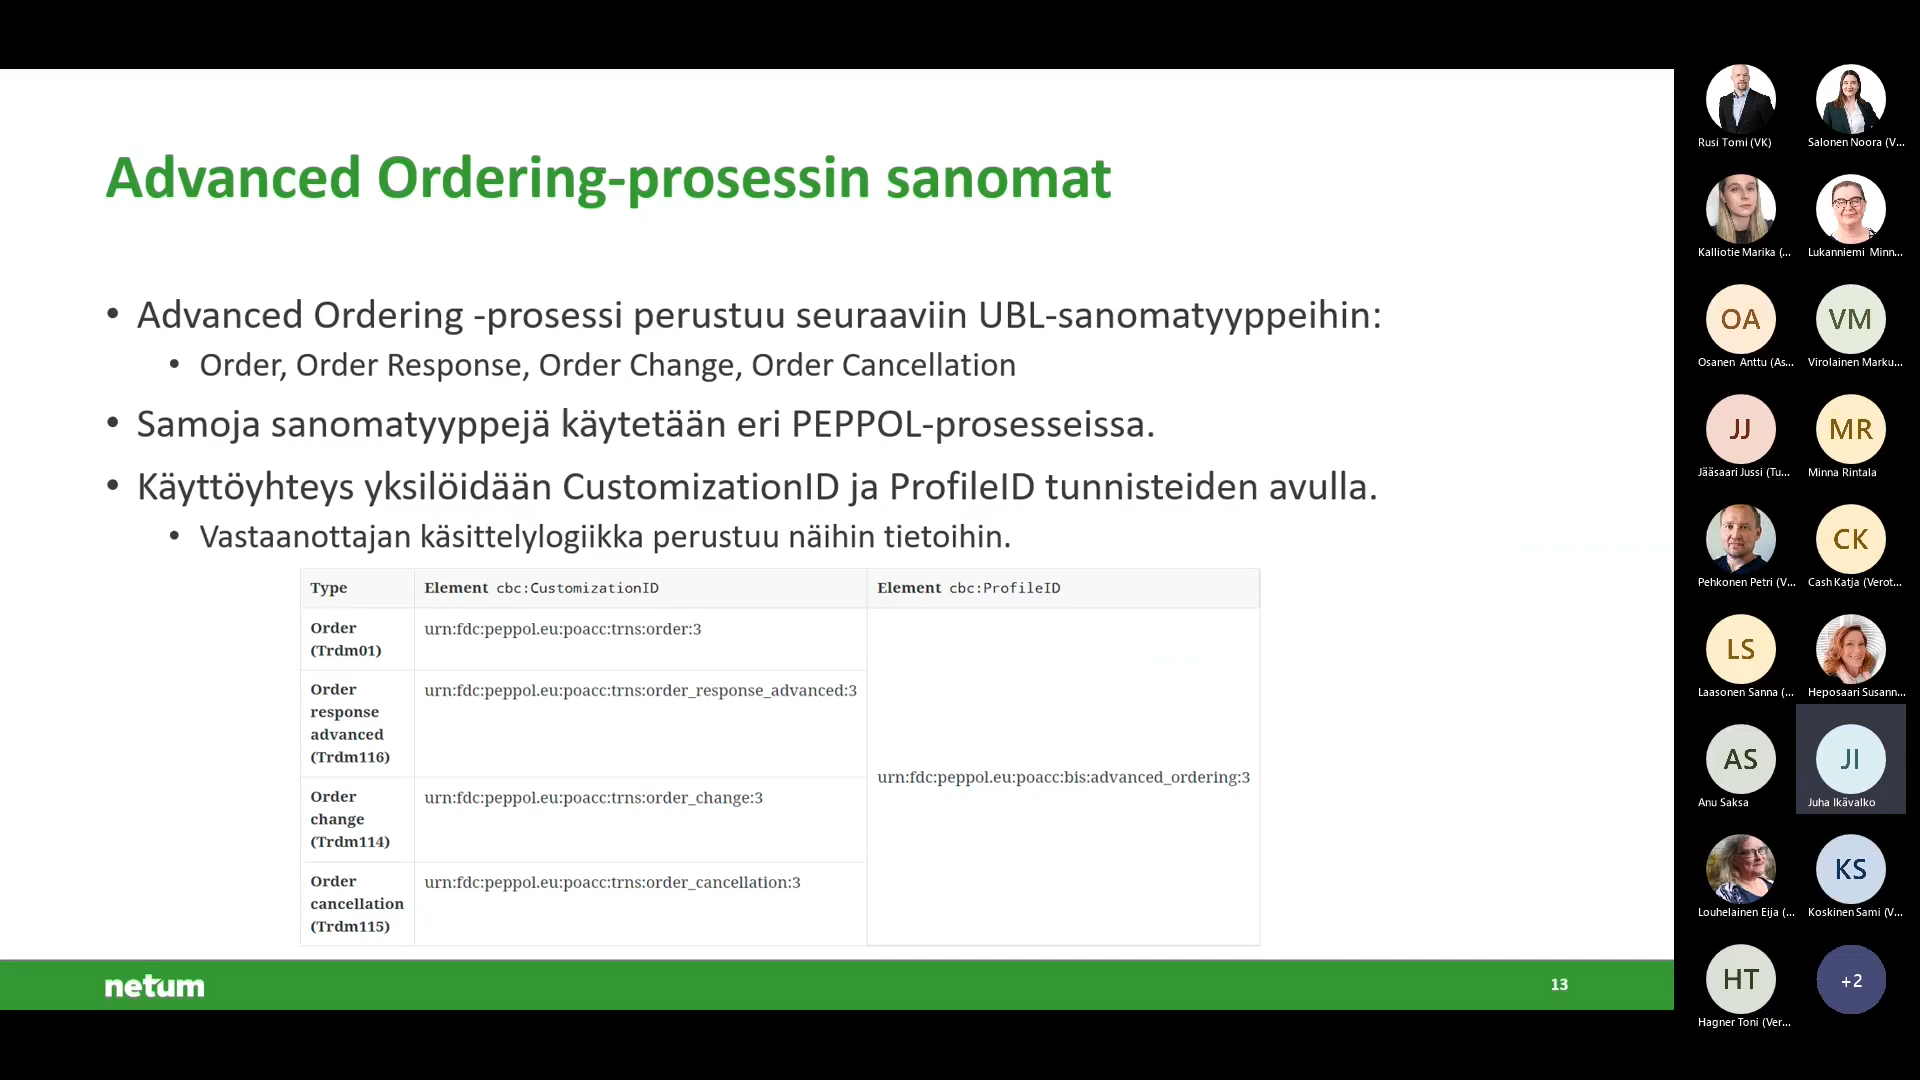 Advanced Ordering-prosessin sanomat
• Advanced Ordering -prosessi perustuu seuraaviin UBL-sanomatyyppeihin:
• Order, Order Response, Order Change, Order Cancellation
• Samoja sanomatyyppejä käytetään eri PEPPOL-prosesseissa.
• Käyttöyhteys yksilöidään CustomizationID ja ProfileID tunnisteiden avulla.
• Vastaanottajan käsittelylogiikka perustuu näihin tietoihin.
Type Element cbc:CustomizationID Element cbc:ProfileID
Order
(Trdm01)
urn:fdc:peppol.eu:poacc:trns:order:3
Order
response
advanced
(Trdm116)
urn:fdc:peppol.eu:poacc:trns:order_response_advanced:3
Order
change
(Trdm114)
urn:fdc:peppol.eu:poacc:trns:order_change:3
Order
cancellation
(Trdm115)
urn:fdc:peppol.eu:poacc:trns:order_cancellation:3
urn:fdc:peppol.eu:poacc:bis:advanced_ordering:3
netum
13
Rusi Tomi (VK)
Salonen Noora (V...
Kalliotie Marika (...
Lukanniemi Minn...
OA
Osanen Anttu (As...
VM
Virolainen Marku...
JJ
Jääsaari Jussi (Tu...
MR
Minna Rintala
Pehkonen Petri (V...
CK
Cash Katja (Verot...
LS
Laasonen Sanna (...
Heposaari Susann...
AS
Anu Saksa
JI
Juha Ikävalko
Louhelainen Eija (...
KS
Koskinen Sami (V...
HT
Hagner Toni (Ver...
+2